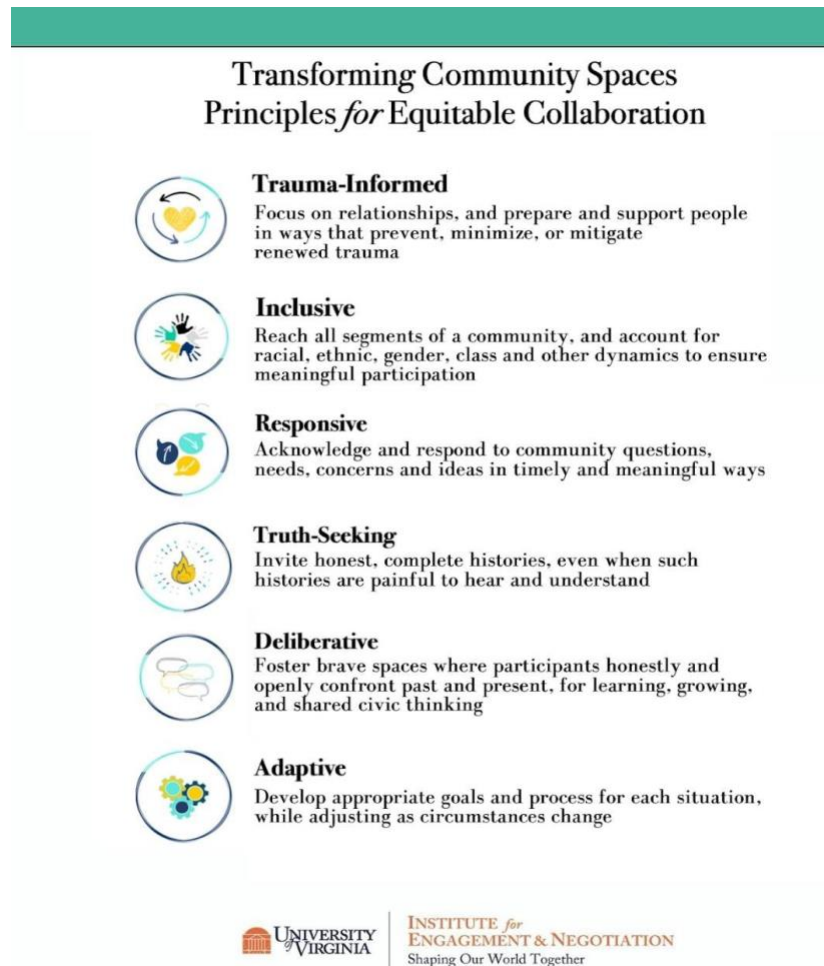 Transforming Community Spaces
Principles for Equitable Collaboration
Trauma-Informed
Focus on relationships, and prepare and support people
in ways that prevent, minimize, or mitigate
renewed trauma
Inclusive
Reach all segments of a community, and account for
racial, ethnic, gender, class and other dynamics to ensure
meaningful participation
Responsive
Acknowledge and respond to community questions,
needs, concerns and ideas in timely and meaningful ways
Truth-Seeking
Invite honest, complete histories, even when such
histories are painful to hear and understand
Deliberative
Foster brave spaces where participants honestly and
openly confront past and present, for learning, growing,
and shared civic thinking
Adaptive
Develop appropriate goals and process for each situation,
while adjusting as circumstances change
UNIVERSITY
of VIRGINIA
INSTITUTE for
ENGAGEMENT & NEGOTIATION
Shaping Our World Together